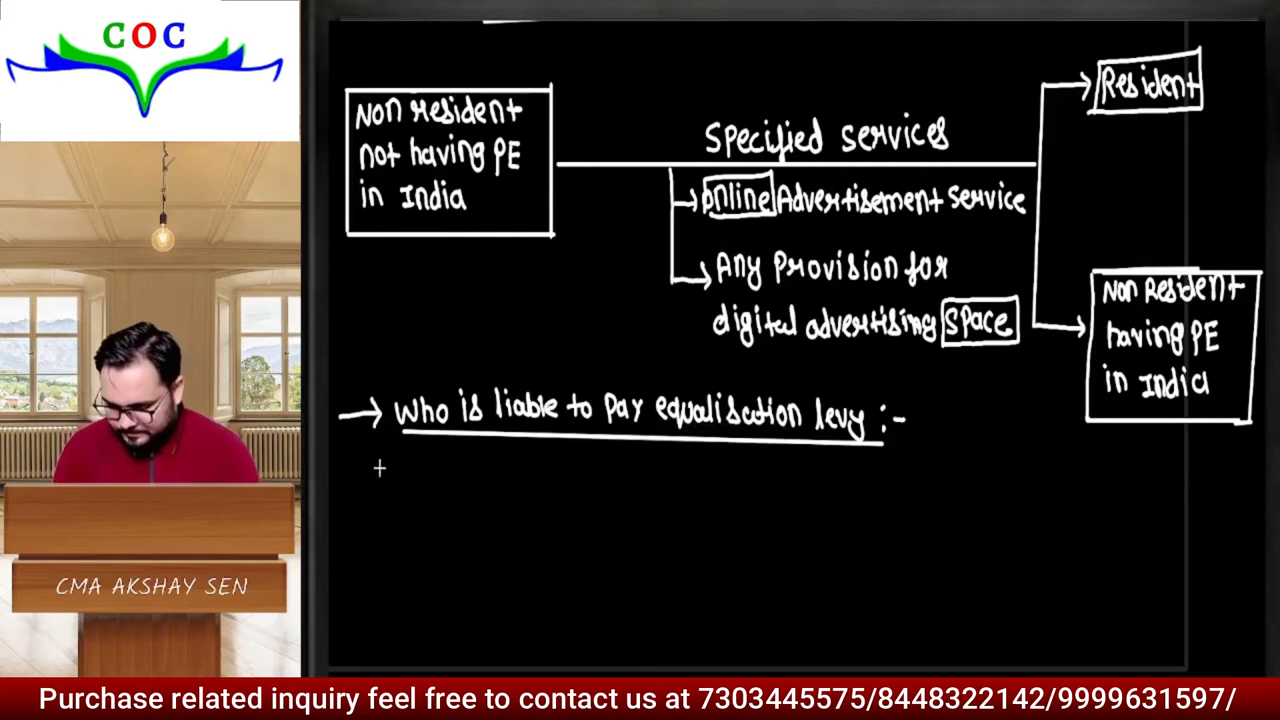 COC
Non resident
not having PE
in India
Specified services
Online Advertisement Service
Any Provision for
digital advertising Space
Resident
Non Resident
having PE
in India
Who is liable to Pay equalisation levy :-
CMA AKSHAY SEN
Purchase related inquiry feel free to contact us at 7303445575/8448322142/9999631597/